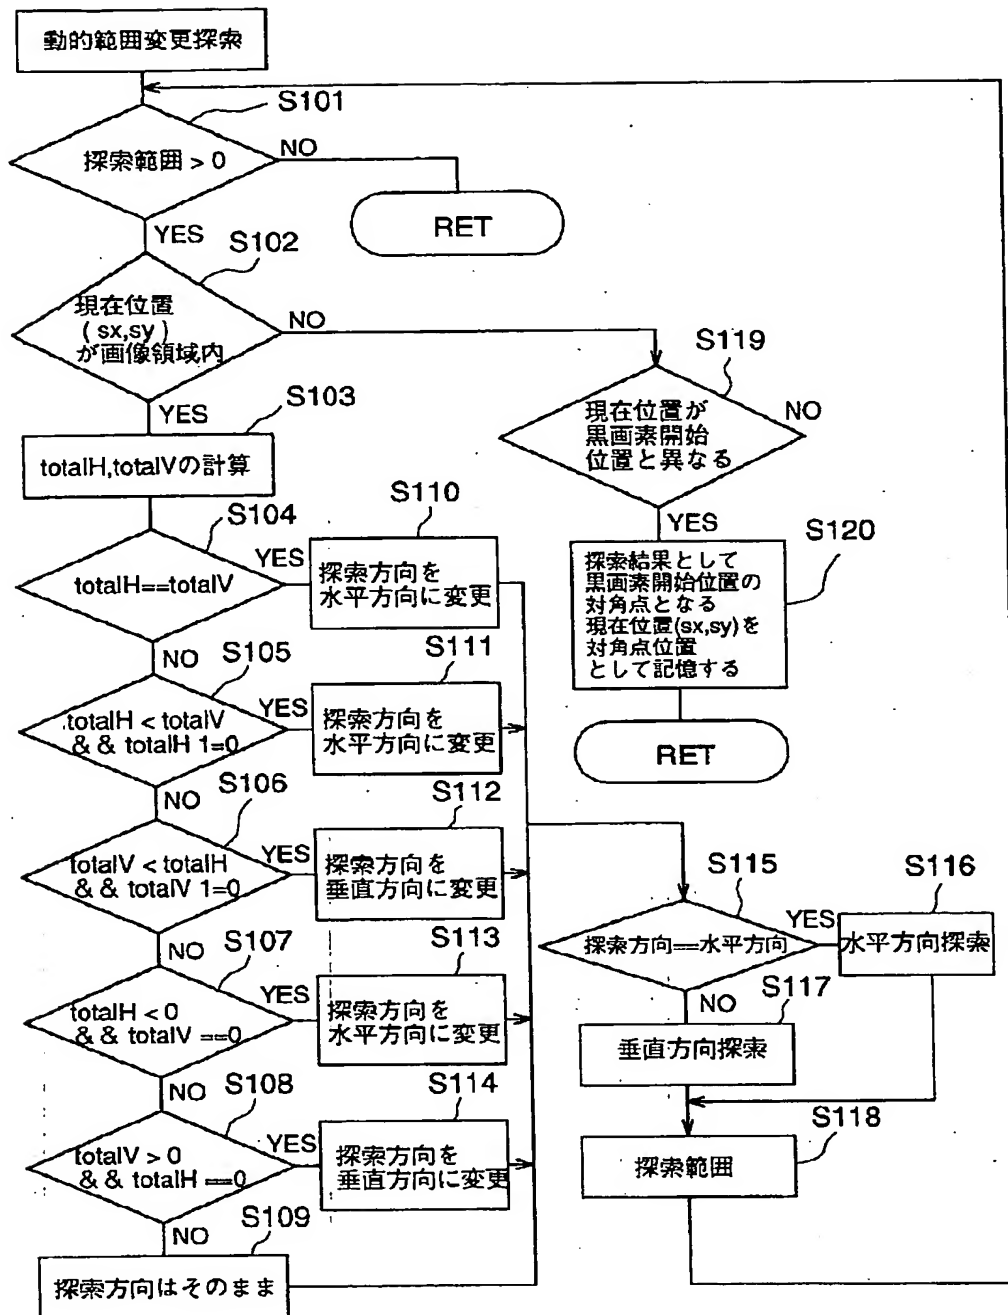 動的範囲変更探索
S101
探索範囲 > 0
NO
RET
YES
S102
現在位置
( sx,sy )
が画像領域内
NO
YES
S103
totalH,totalVの計算
S104
totalH==totalV
YES
S110
探索方向を
水平方向に変更
NO
S105
totalH < totalV
& & totalH 1=0
YES
S111
探索方向を
水平方向に変更
NO
S106
totalV < totalH
& & totalV 1=0
YES
S112
探索方向を
垂直方向に変更
NO
S107
totalH < 0
& & totalV ==0
YES
S113
探索方向を
水平方向に変更
NO
S108
totalV > 0
& & totalH ==0
YES
S114
探索方向を
垂直方向に変更
NO
S109
探索方向はそのまま
S119
現在位置が
黒画素開始
位置と異なる
NO
YES
S120
探索結果として
黒画素開始位置の
対角点となる
現在位置(sx,sy)を
対角点位置
として記憶する
RET
S115
探索方向==水平方向
YES
S116
水平方向探索
NO
S117
垂直方向探索
S118
探索範囲